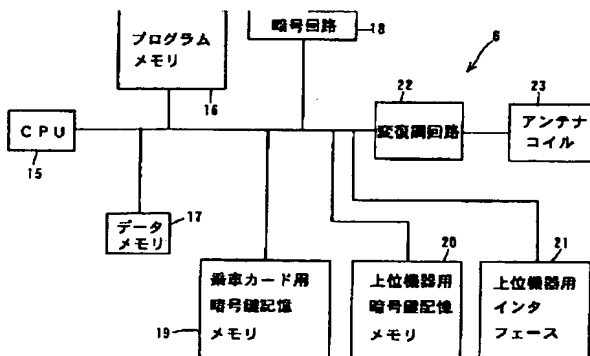 暗号回路
18
プログラム
メモリ
16
6
22
23
CPU
15
変復調回路
アンテナ
コイル
17
データ
メモリ
乗車カード用
暗号鍵記憶
メモリ
19
20
上位機器用
暗号鍵記憶
メモリ
21
上位機器用
インタ
フェース